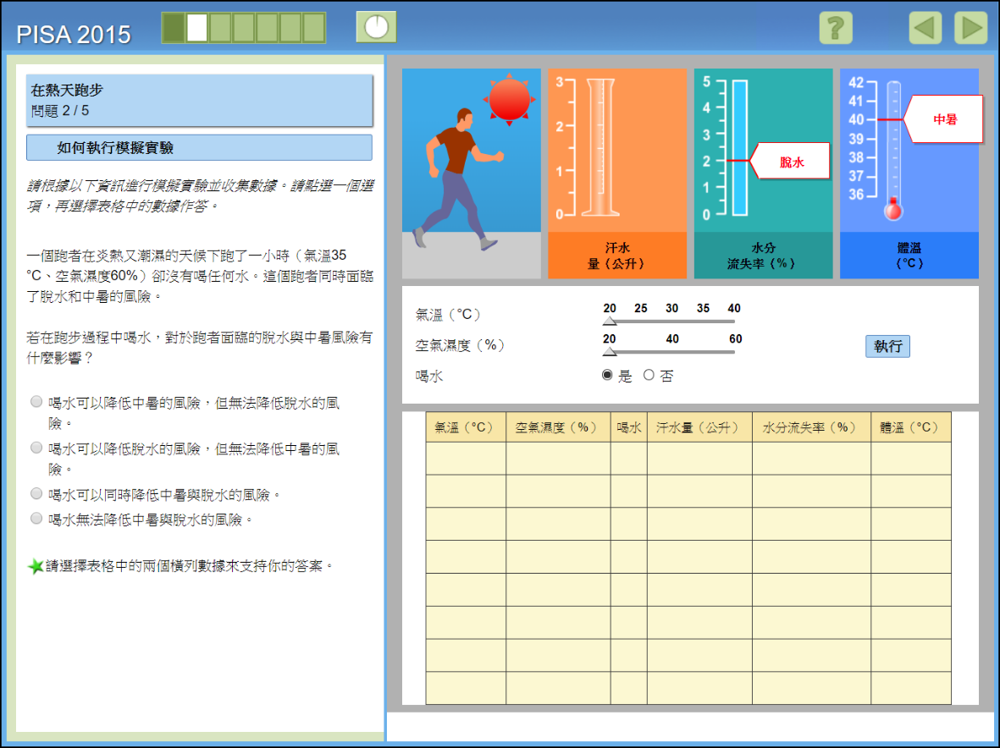 PISA 2015
?
在熱天跑步
問題 2 / 5
如何執行模擬實驗
請根據以下資訊進行模擬實驗並收集數據。請點選一個選
項，再選擇表格中的數據作答。
一個跑者在炎熱又潮濕的天候下跑了一小時（氣溫35
°C、空氣濕度60%）卻沒有喝任何水。這個跑者同時面臨
了脫水和中暑的風險。
若在跑步過程中喝水，對於跑者面臨的脫水與中暑風險有
什麼影響？
喝水可以降低中暑的風險，但無法降低脫水的風
險。
喝水可以降低脫水的風險，但無法降低中暑的風
險。
喝水可以同時降低中暑與脫水的風險。
喝水無法降低中暑與脫水的風險。
請選擇表格中的兩個橫列數據來支持你的答案。
3
2
1
0
汗水
量（公升）
5
4
3
2
1
0
脫水
水分
流失率（%）
42
41
40
39
38
37
36
中暑
體溫
（°C）
氣溫（°C） 20 25 30 35 40
空氣濕度（%） 20 40 60
喝水 是 否
執行
氣溫（°C） 空氣濕度（%） 喝水 汗水量（公升） 水分流失率（%） 體溫（°C）